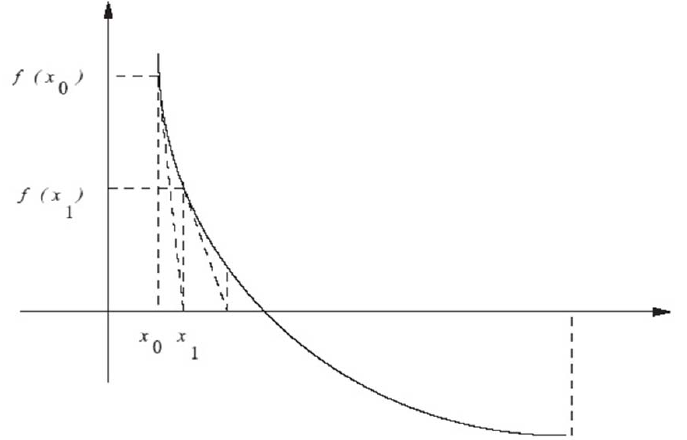 f (x₀)
f (x₁)
x₀ x₁